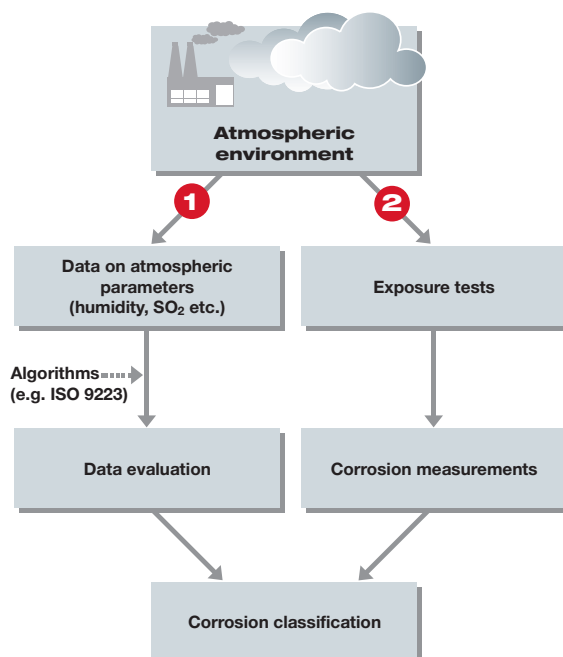 Atmospheric
environment
1
2
Data on atmospheric
parameters
(humidity, SO₂ etc.)
Exposure tests
Algorithms
(e.g. ISO 9223)
Data evaluation
Corrosion measurements
Corrosion classification